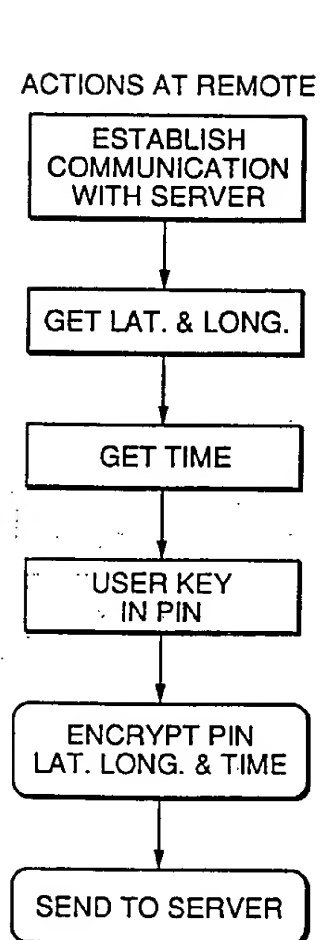 ACTIONS AT REMOTE
ESTABLISH
COMMUNICATION
WITH SERVER
GET LAT. & LONG.
GET TIME
USER KEY
IN PIN
ENCRYPT PIN
LAT. LONG. & TIME
SEND TO SERVER